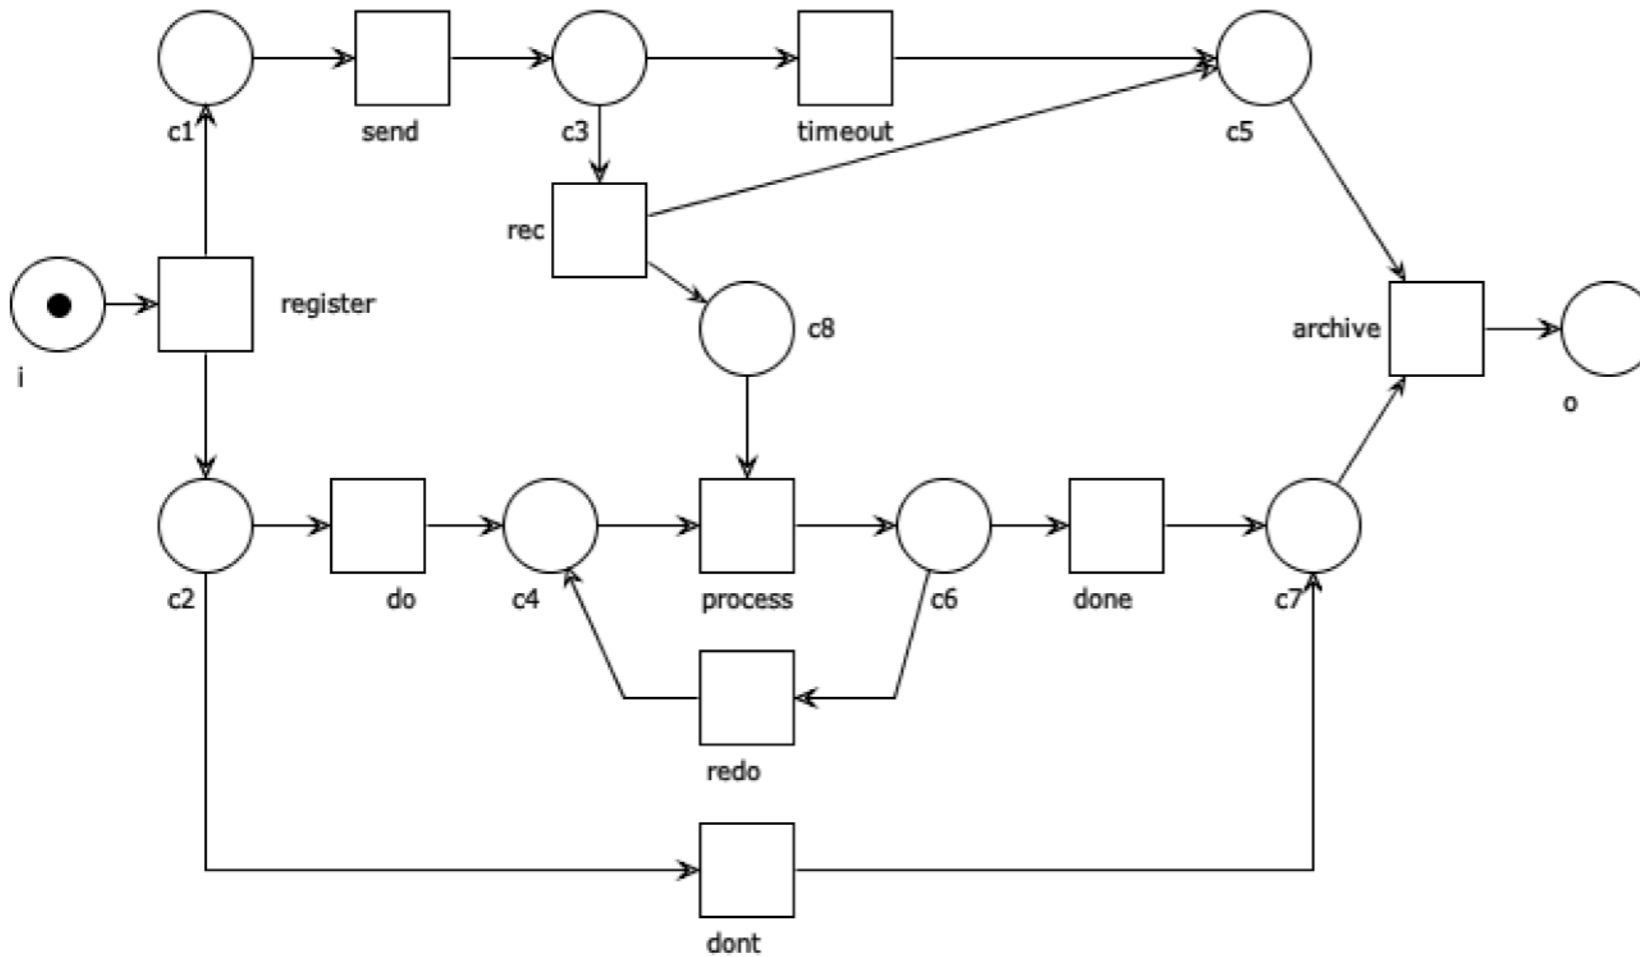 c1
send
c3
timeout
c5
rec
register
c8
archive
i
o
c2
do
c4
process
c6
done
c7
redo
dont